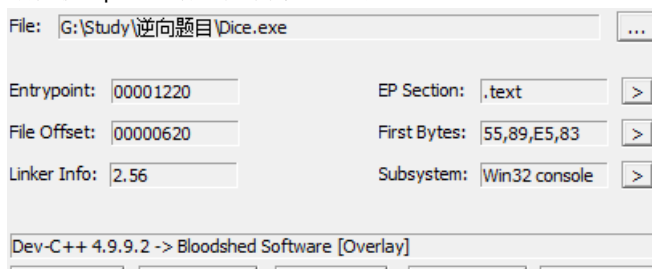 File: G:\Study\逆向题目\Dice.exe ...
Entrypoint: 00001220 EP Section: .text >
File Offset: 00000620 First Bytes: 55,89,E5,83 >
Linker Info: 2.56 Subsystem: Win32 console >
Dev-C++ 4.9.9.2 -> Bloodshed Software [Overlay]